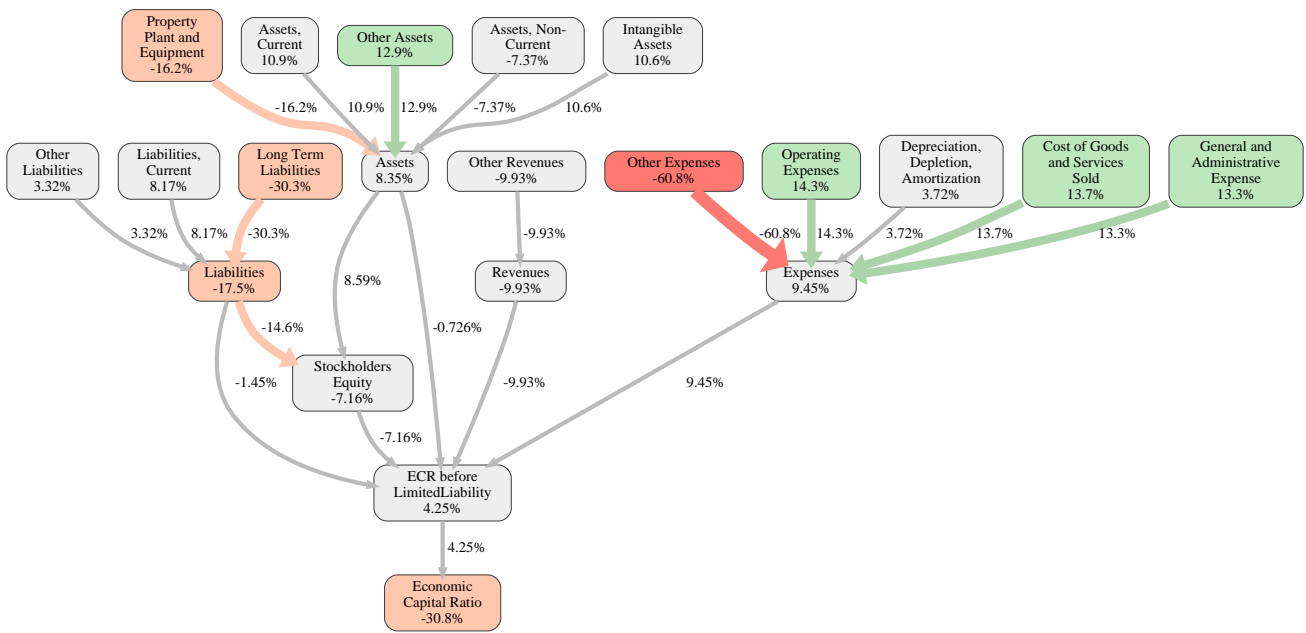 Property
Plant and
Equipment
-16.2%
Assets,
Current
10.9%
Other Assets
12.9%
Assets, Non-
Current
-7.37%
Intangible
Assets
10.6%
-16.2%
10.9%
12.9%
-7.37%
10.6%
Other
Liabilities
3.32%
Liabilities,
Current
8.17%
Long Term
Liabilities
-30.3%
Assets
8.35%
Other Revenues
-9.93%
Other Expenses
-60.8%
Operating
Expenses
14.3%
Depreciation,
Depletion,
Amortization
3.72%
Cost of Goods
and Services
Sold
13.7%
General and
Administrative
Expense
13.3%
3.32%
8.17%
-30.3%
-9.93%
-60.8%
14.3%
3.72%
13.7%
13.3%
Liabilities
-17.5%
8.59%
Revenues
-9.93%
Expenses
9.45%
-14.6%
-0.726%
Stockholders
Equity
-7.16%
-1.45%
-9.93%
9.45%
-7.16%
ECR before
LimitedLiability
4.25%
4.25%
Economic
Capital Ratio
-30.8%